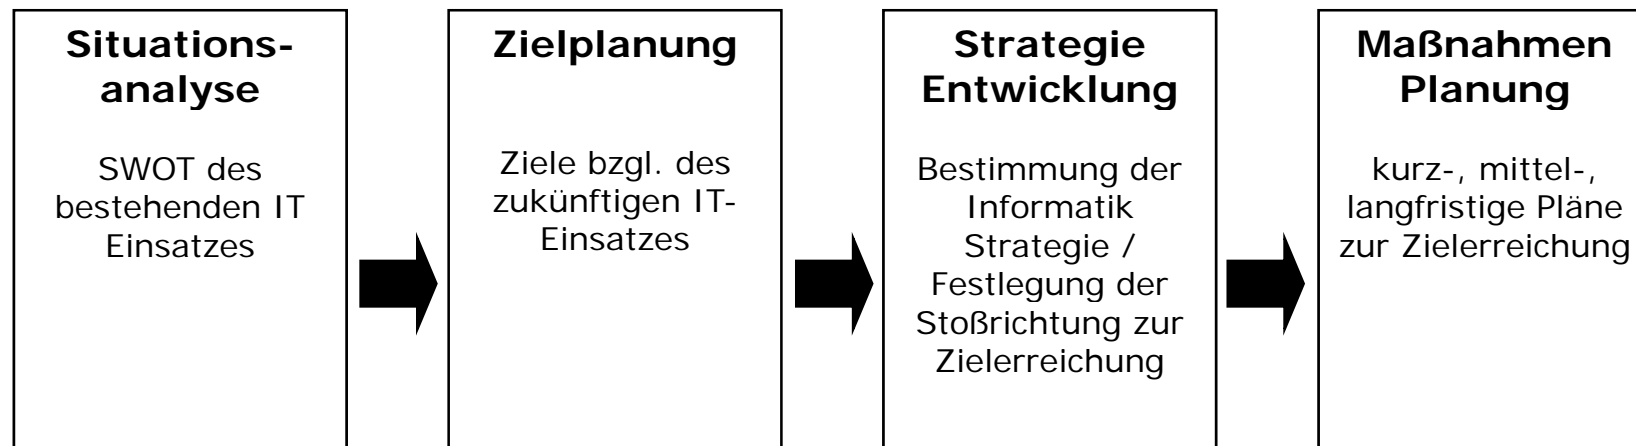 Situations-
analyse
SWOT des
bestehenden IT
Einsatzes
Zielplanung
Ziele bzgl. des
zukünftigen IT-
Einsatzes
Strategie
Entwicklung
Bestimmung der
Informatik
Strategie /
Festlegung der
Stoßrichtung zur
Zielerreichung
Maßnahmen
Planung
kurz-, mittel-,
langfristige Pläne
zur Zielerreichung